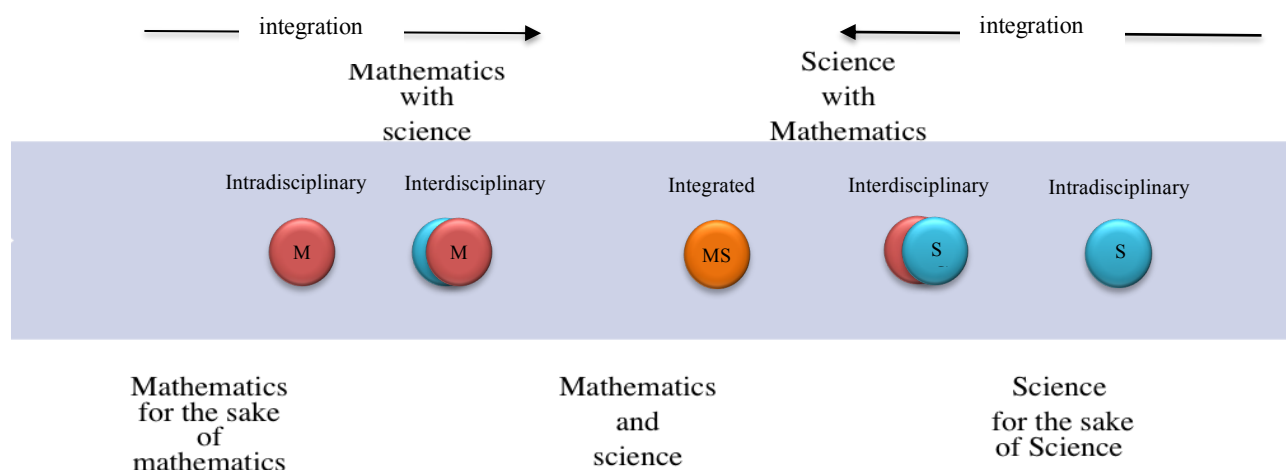 integration
integration
Mathematics
with
science
Science
with
Mathematics
Intradisciplinary
Interdisciplinary
Integrated
Interdisciplinary
Intradisciplinary
M
M
MS
S
S
Mathematics
for the sake
of
mathematics
Mathematics
and
science
Science
for the sake
of Science